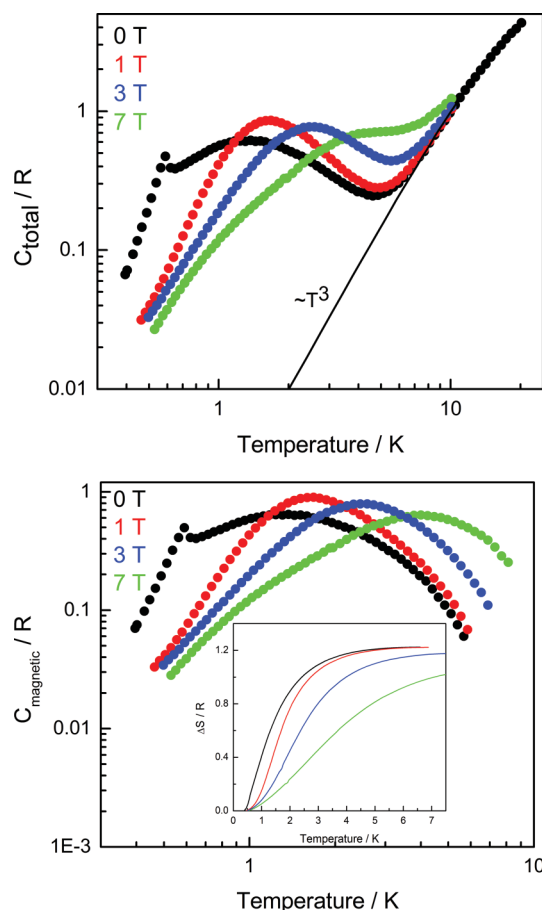 0 T
1 T
3 T
7 T
C_total / R
1
0.1
0.01
~T³
1
10
Temperature / K
0 T
1 T
3 T
7 T
C_magnetic / R
1
0.1
0.01
1E-3
ΔS / R
1.2
0.8
0.4
0.0
0 1 2 3 4 5 6 7
Temperature / K
1
10
Temperature / K